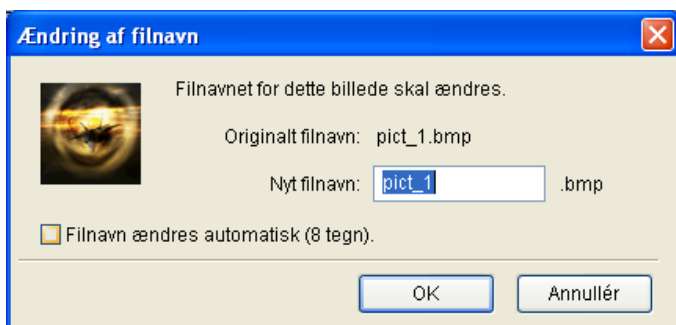 Ændring af filnavn
Filnavnet for dette billede skal ændres.
Originalt filnavn: pict_1.bmp
Nyt filnavn: pict_1 .bmp
Filnavn ændres automatisk (8 tegn).
OK Annullér